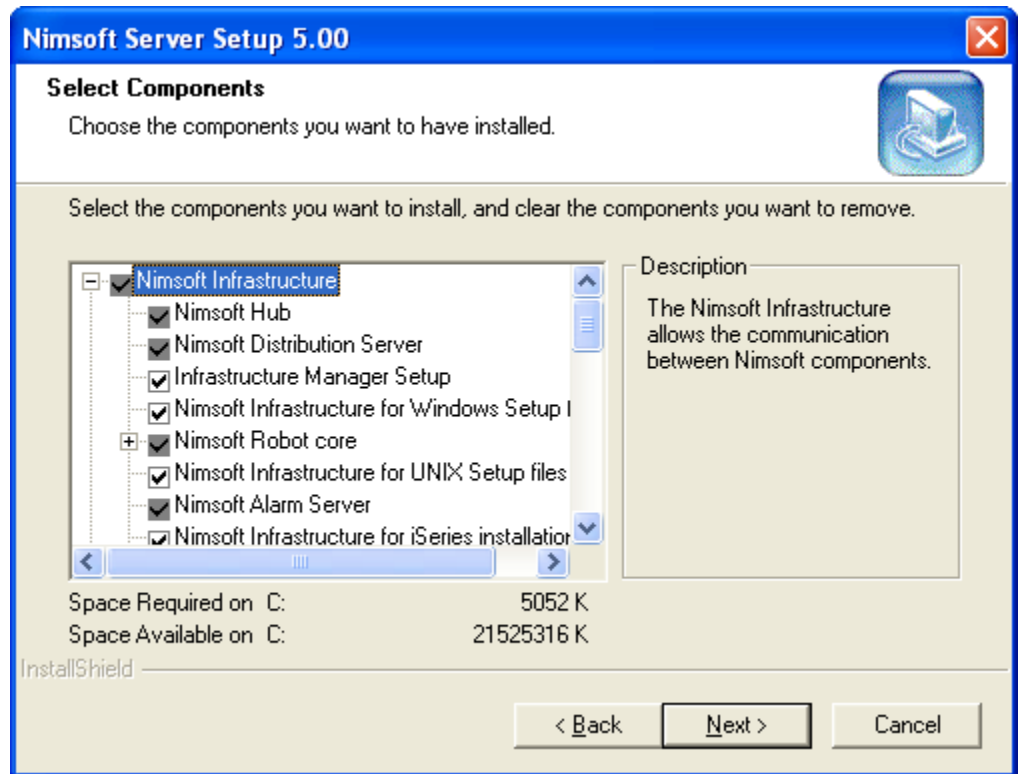 Nimsoft Server Setup 5.00
Select Components
Choose the components you want to have installed.
Select the components you want to install, and clear the components you want to remove.
Nimsoft Infrastructure
Nimsoft Hub
Nimsoft Distribution Server
Infrastructure Manager Setup
Nimsoft Infrastructure for Windows Setup
Nimsoft Robot core
Nimsoft Infrastructure for UNIX Setup files
Nimsoft Alarm Server
Nimsoft Infrastructure for iSeries installation
Description
The Nimsoft Infrastructure
allows the communication
between Nimsoft components.
Space Required on C: 5052 K
Space Available on C: 21525316 K
InstallShield
< Back
Next >
Cancel